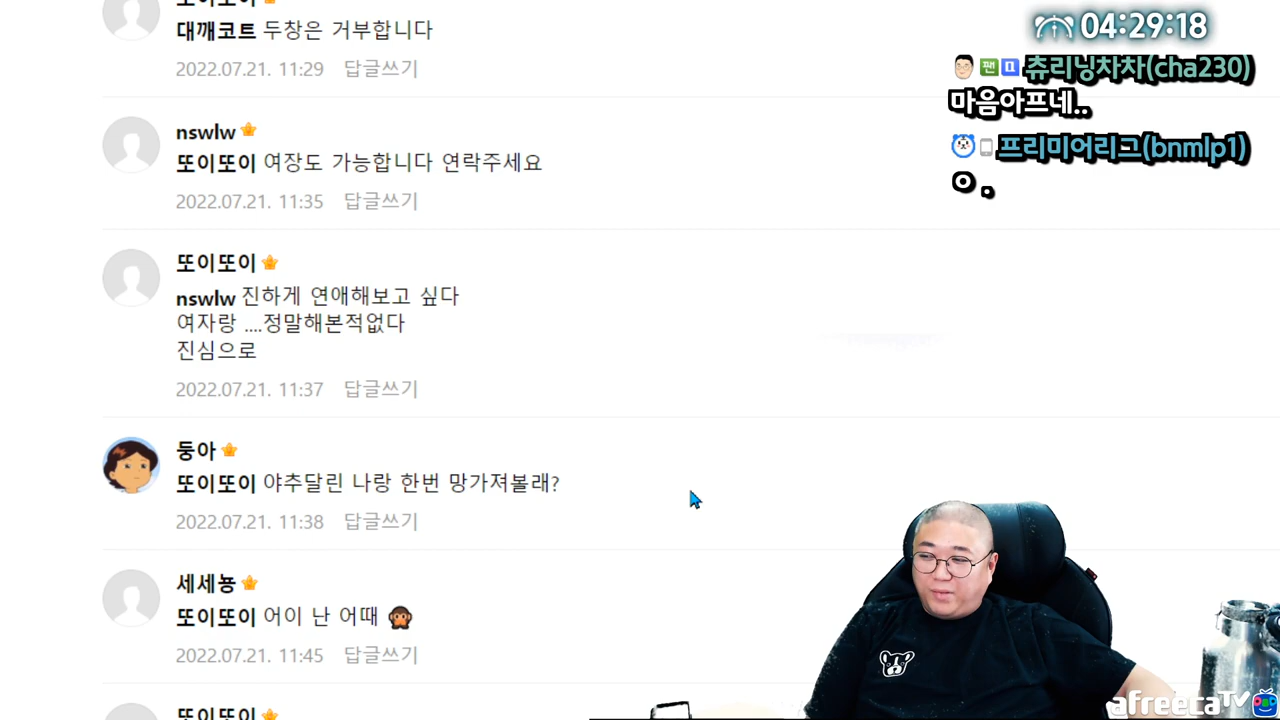 또이또이
대깨코트 두창은 거부합니다
2022.07.21. 11:29 답글쓰기
nswlw
또이또이 여장도 가능합니다 연락주세요
2022.07.21. 11:35 답글쓰기
또이또이
nswlw 진하게 연애해보고 싶다
여자랑 ....정말해본적없다
진심으로
2022.07.21. 11:37 답글쓰기
둥아
또이또이 야추달린 나랑 한번 망가져볼래?
2022.07.21. 11:38 답글쓰기
세세뇽
또이또이 어이 난 어때
2022.07.21. 11:45 답글쓰기
또이또이
04:29:18
팬 츄리닝차차(cha230)
마음아프네..
프리미어리그(bnmlp1)
ㅇ.
afreecaTV